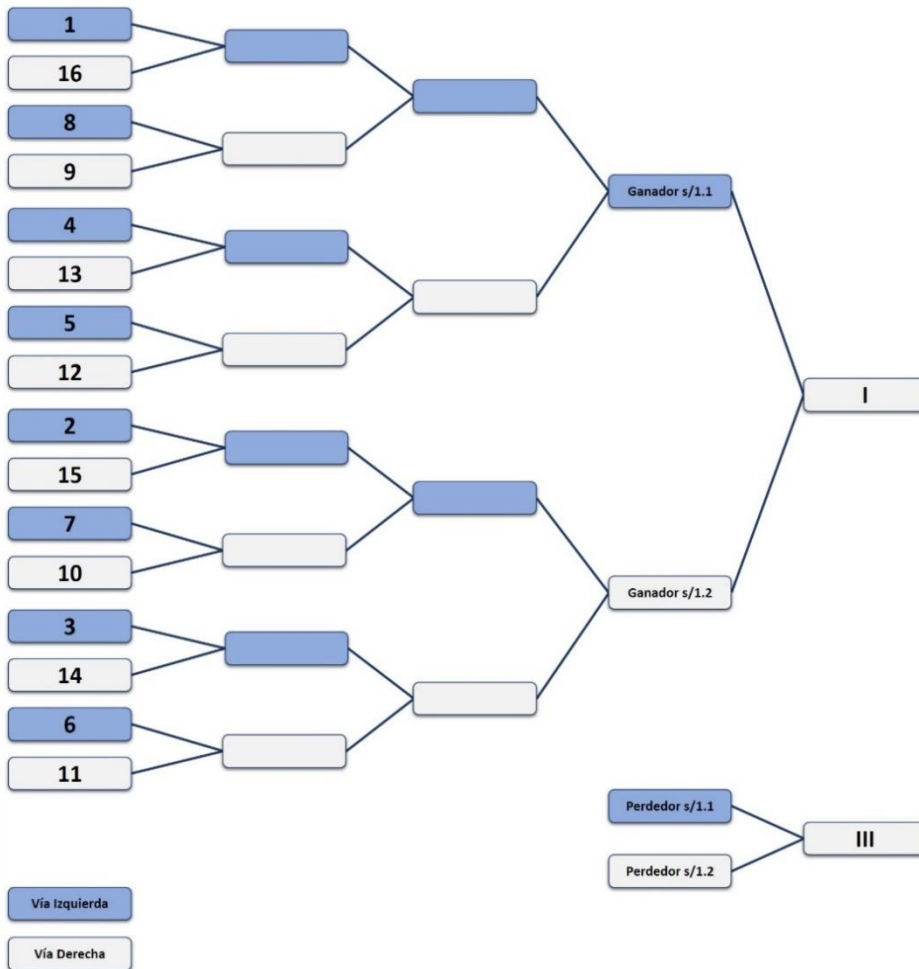 1
16
8
9
4
13
5
12
2
15
7
10
3
14
6
11
Ganador s/1.1
Ganador s/1.2
I
Perdedor s/1.1
Perdedor s/1.2
III
Vía Izquierda
Vía Derecha